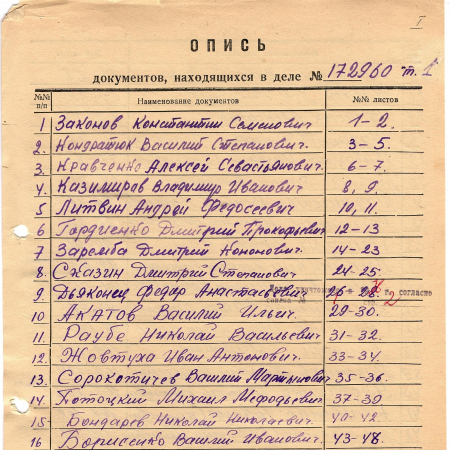 I
ОПИСЬ
документов, находящихся в деле № 172960 т. 1
№№ п/п Наименование документов №№ листов
1 Законов Константин Семенович 1-2.
2. Кондратюк Василий Степанович. 3-5.
3. Кравченко Алексей Севастьянович. 6-7.
4. Казимиров Владимир Иванович 8, 9.
5 Литвин Андрей Федосеевич 10, 11.
6 Гордиенко Дмитрий Прокофьевич 12-13
7 Заремба Дмитрий Кононович. 14-23
8. Сказин Дмитрий Степанович 24-25.
9. Дьяконец Федор Анастасьевич согласно
10 Акатов Василий Ильич. 29-30.
11. Раубе Николай Васильевич 31-32.
12. Жовтуха Иван Антонович. 33-34.
13. Сорокотичев Василий Мартынович 35-36.
14 Потоцкий Михаил Мефодьевич 37-39.
15- Бондарев Николай Николаевич. 40-42
16 Борисенко Василий Иванович. 43-48.